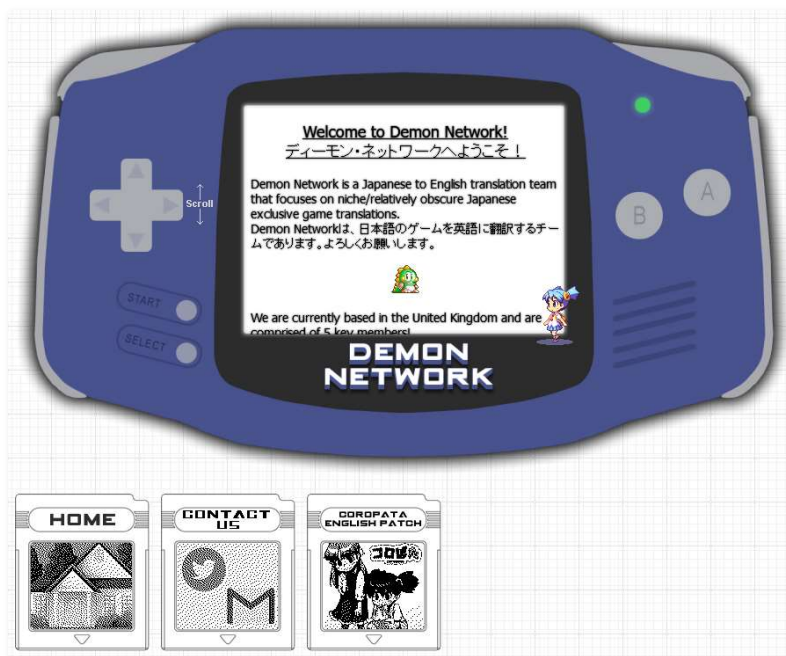 Welcome to Demon Network!
ディーモン・ネットワークへようこそ！
Demon Network is a Japanese to English translation team
that focuses on niche/relatively obscure Japanese
exclusive game translations.
Demon Networkは、日本語のゲームを英語に翻訳するチー
ムであります。よろしくお願いします。
We are currently based in the United Kingdom and are
comprised of 5 key members!
Scroll
A
B
START
SELECT
DEMON
NETWORK
HOME
CONTACT
US
COROPATA
ENGLISH PATCH
コロぱた